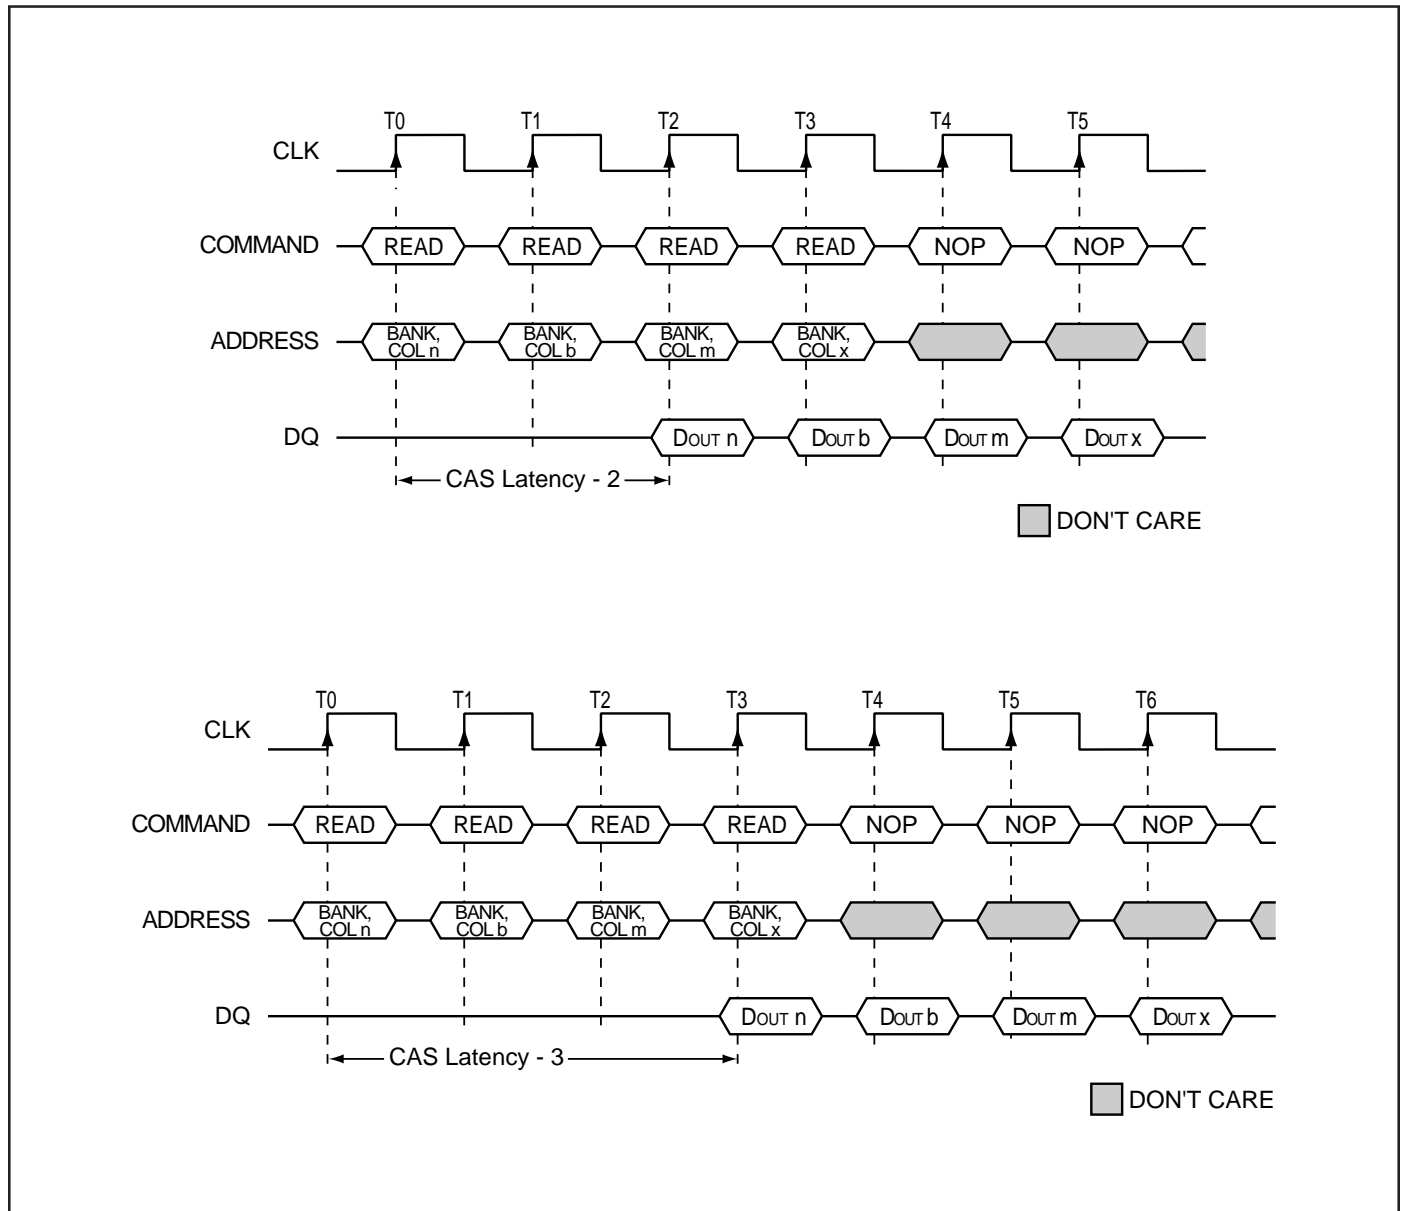 T0 T1 T2 T3 T4 T5
CLK
COMMAND READ READ READ READ NOP NOP
ADDRESS BANK, COL n BANK, COL b BANK, COL m BANK, COL x
DQ DOUT n DOUT b DOUT m DOUT x
CAS Latency - 2
DON'T CARE
T0 T1 T2 T3 T4 T5 T6
CLK
COMMAND READ READ READ READ NOP NOP NOP
ADDRESS BANK, COL n BANK, COL b BANK, COL m BANK, COL x
DQ DOUT n DOUT b DOUT m DOUT x
CAS Latency - 3
DON'T CARE